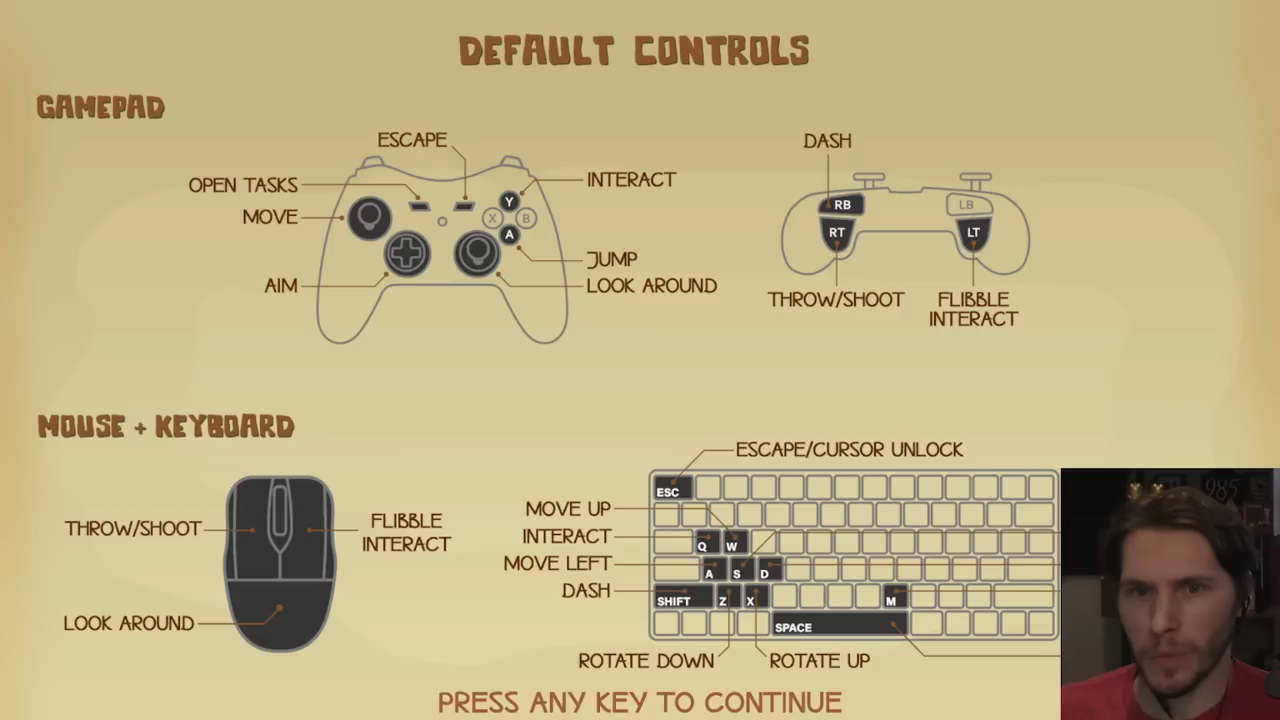 DEFAULT CONTROLS
GAMEPAD
ESCAPE
OPEN TASKS
MOVE
AIM
INTERACT
JUMP
LOOK AROUND
Y
X
B
A
DASH
RB
LB
RT
LT
THROW/SHOOT
FLIBBLE
INTERACT
MOUSE + KEYBOARD
THROW/SHOOT
FLIBBLE
INTERACT
LOOK AROUND
ESCAPE/CURSOR UNLOCK
ESC
MOVE UP
INTERACT
MOVE LEFT
DASH
Q W
A S D
SHIFT Z X M
SPACE
ROTATE DOWN
ROTATE UP
PRESS ANY KEY TO CONTINUE
985